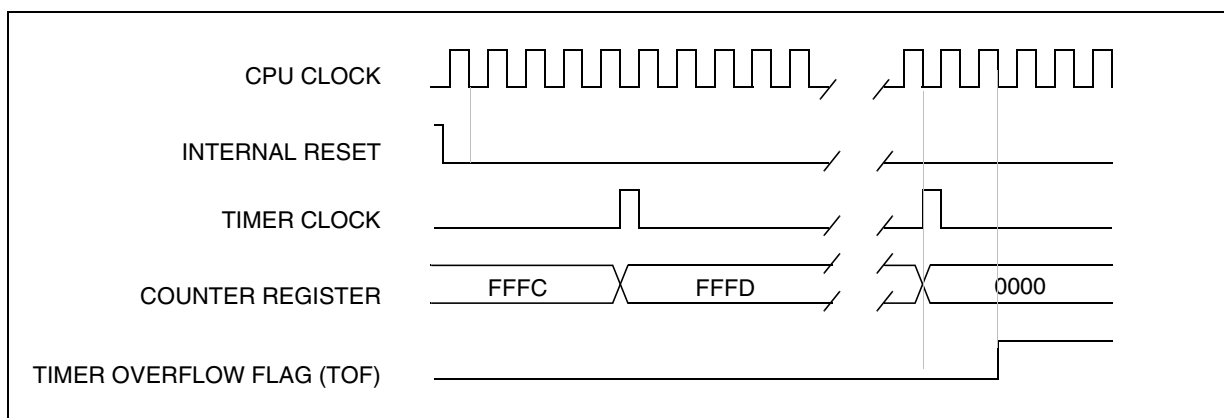 CPU CLOCK
INTERNAL RESET
TIMER CLOCK
COUNTER REGISTER
FFFC
FFFD
0000
TIMER OVERFLOW FLAG (TOF)